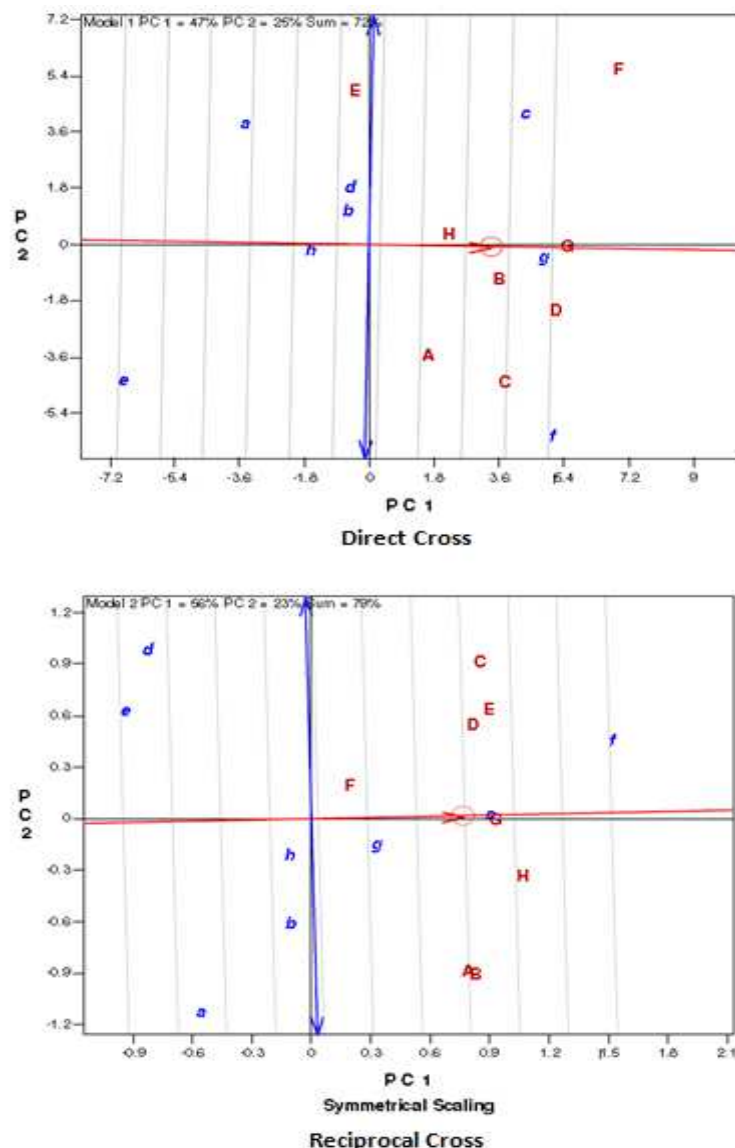 Model 1 PC 1 = 47% PC 2 = 25% Sum = 72%
7.2
5.4
3.6
1.8
0
-1.8
-3.6
-5.4
PC 2
F
E
c
a
d
b
H
h
G
g
B
D
A
C
e
f
-7.2 -5.4 -3.6 -1.8 0 1.8 3.6 5.4 7.2 9
PC 1
Direct Cross
Model 2 PC 1 = 56% PC 2 = 23% Sum = 79%
1.2
0.9
0.6
0.3
0
-0.3
-0.6
-0.9
-1.2
PC 2
d
C
e
E
D
f
F
c
G
g
h
H
b
A
B
a
-0.9 -0.6 -0.3 0 0.3 0.6 0.9 1.2 1.5 1.8 2.1
PC 1
Symmetrical Scaling
Reciprocal Cross